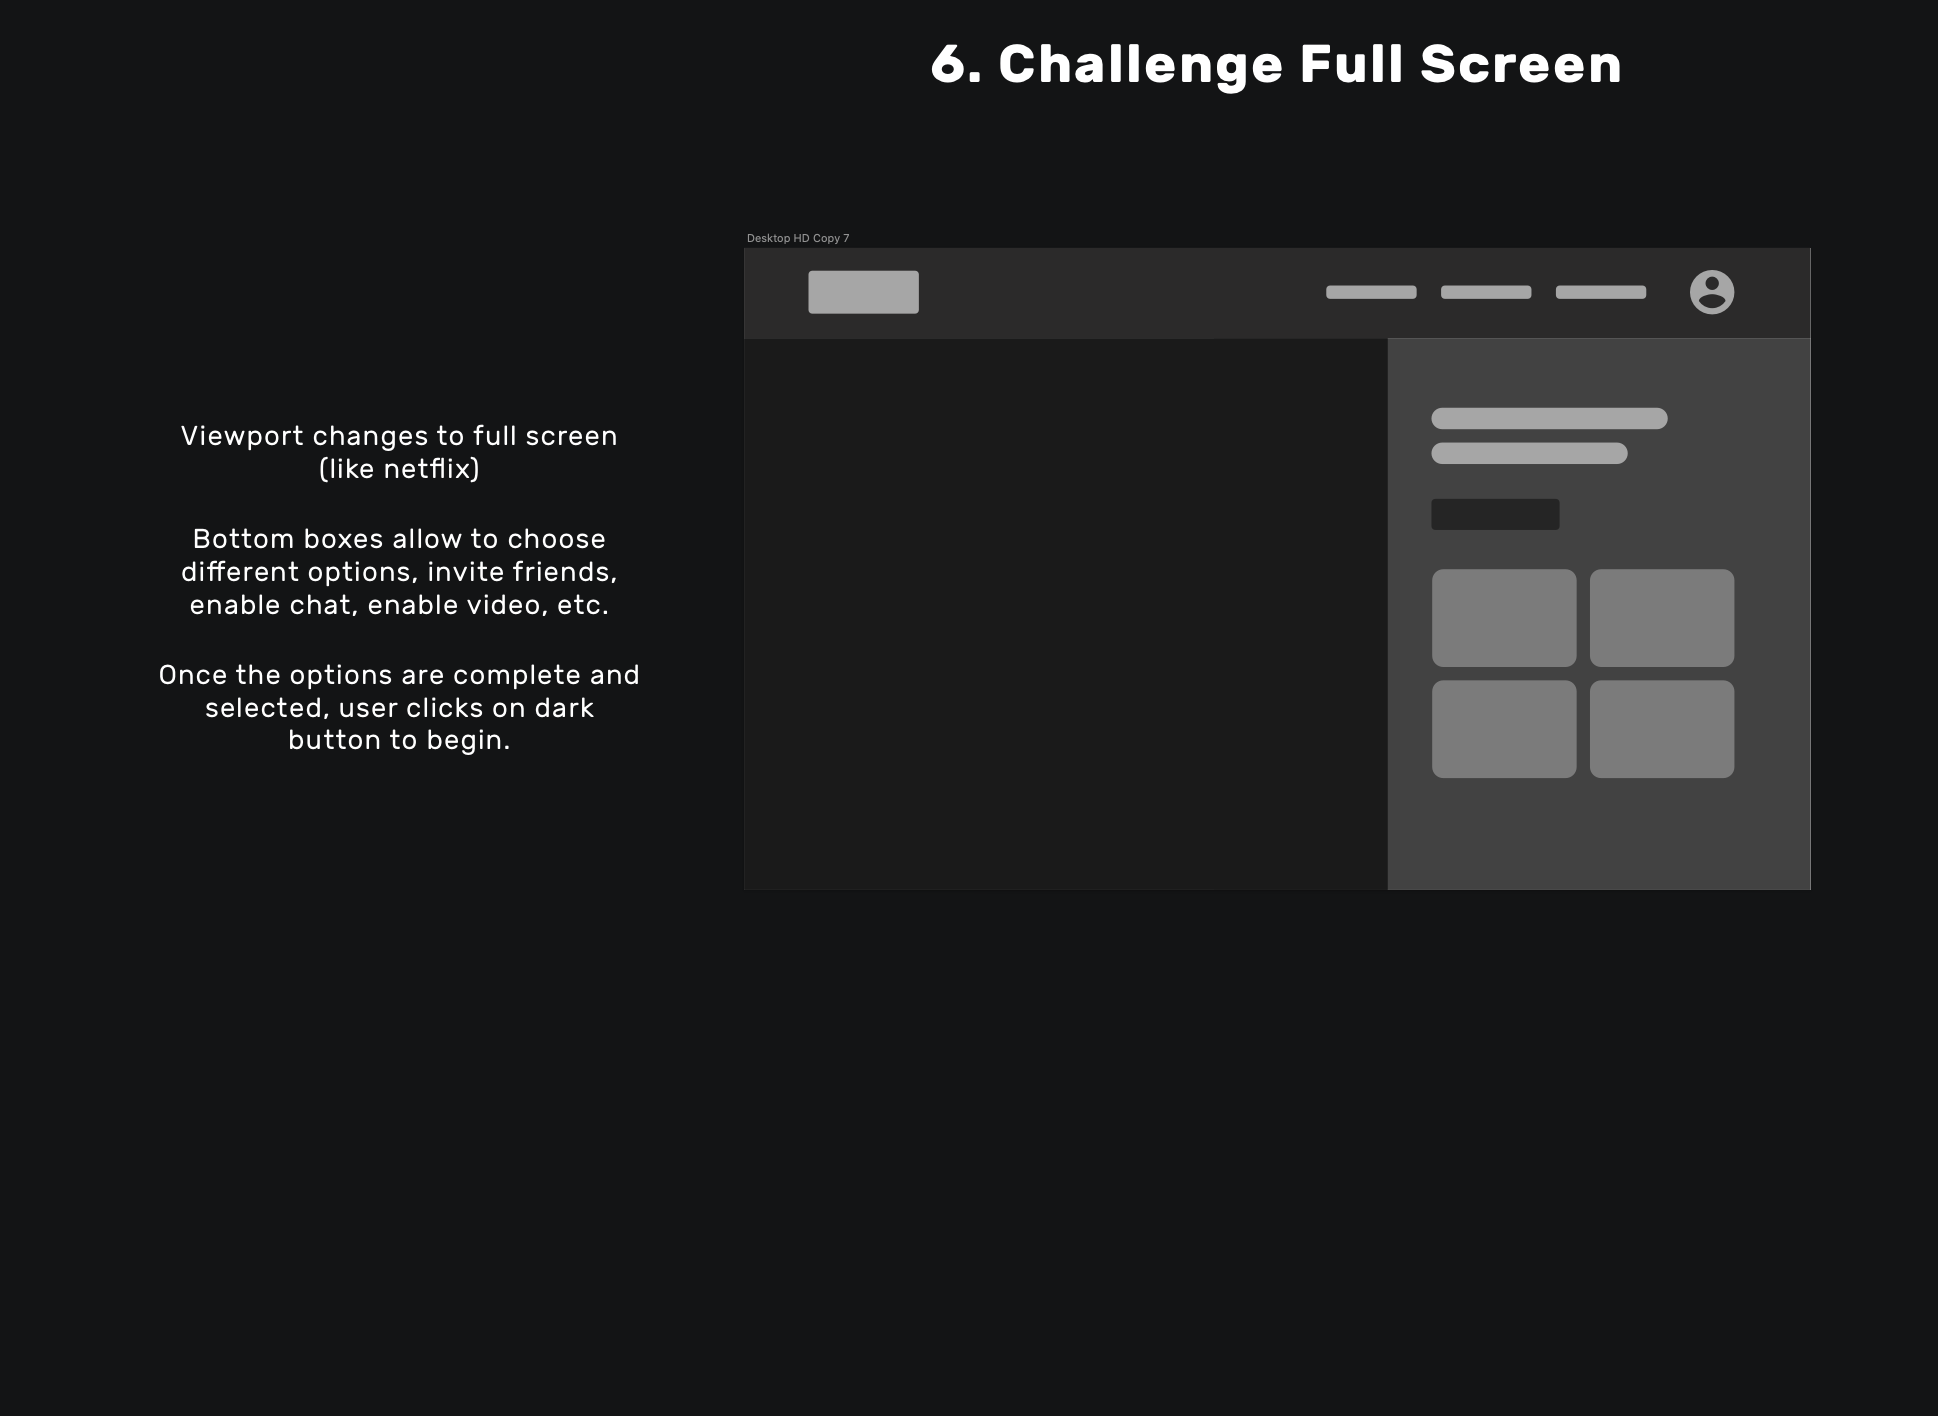 6. Challenge Full Screen
Desktop HD Copy 7
Viewport changes to full screen
(like netflix)
Bottom boxes allow to choose
different options, invite friends,
enable chat, enable video, etc.
Once the options are complete and
selected, user clicks on dark
button to begin.